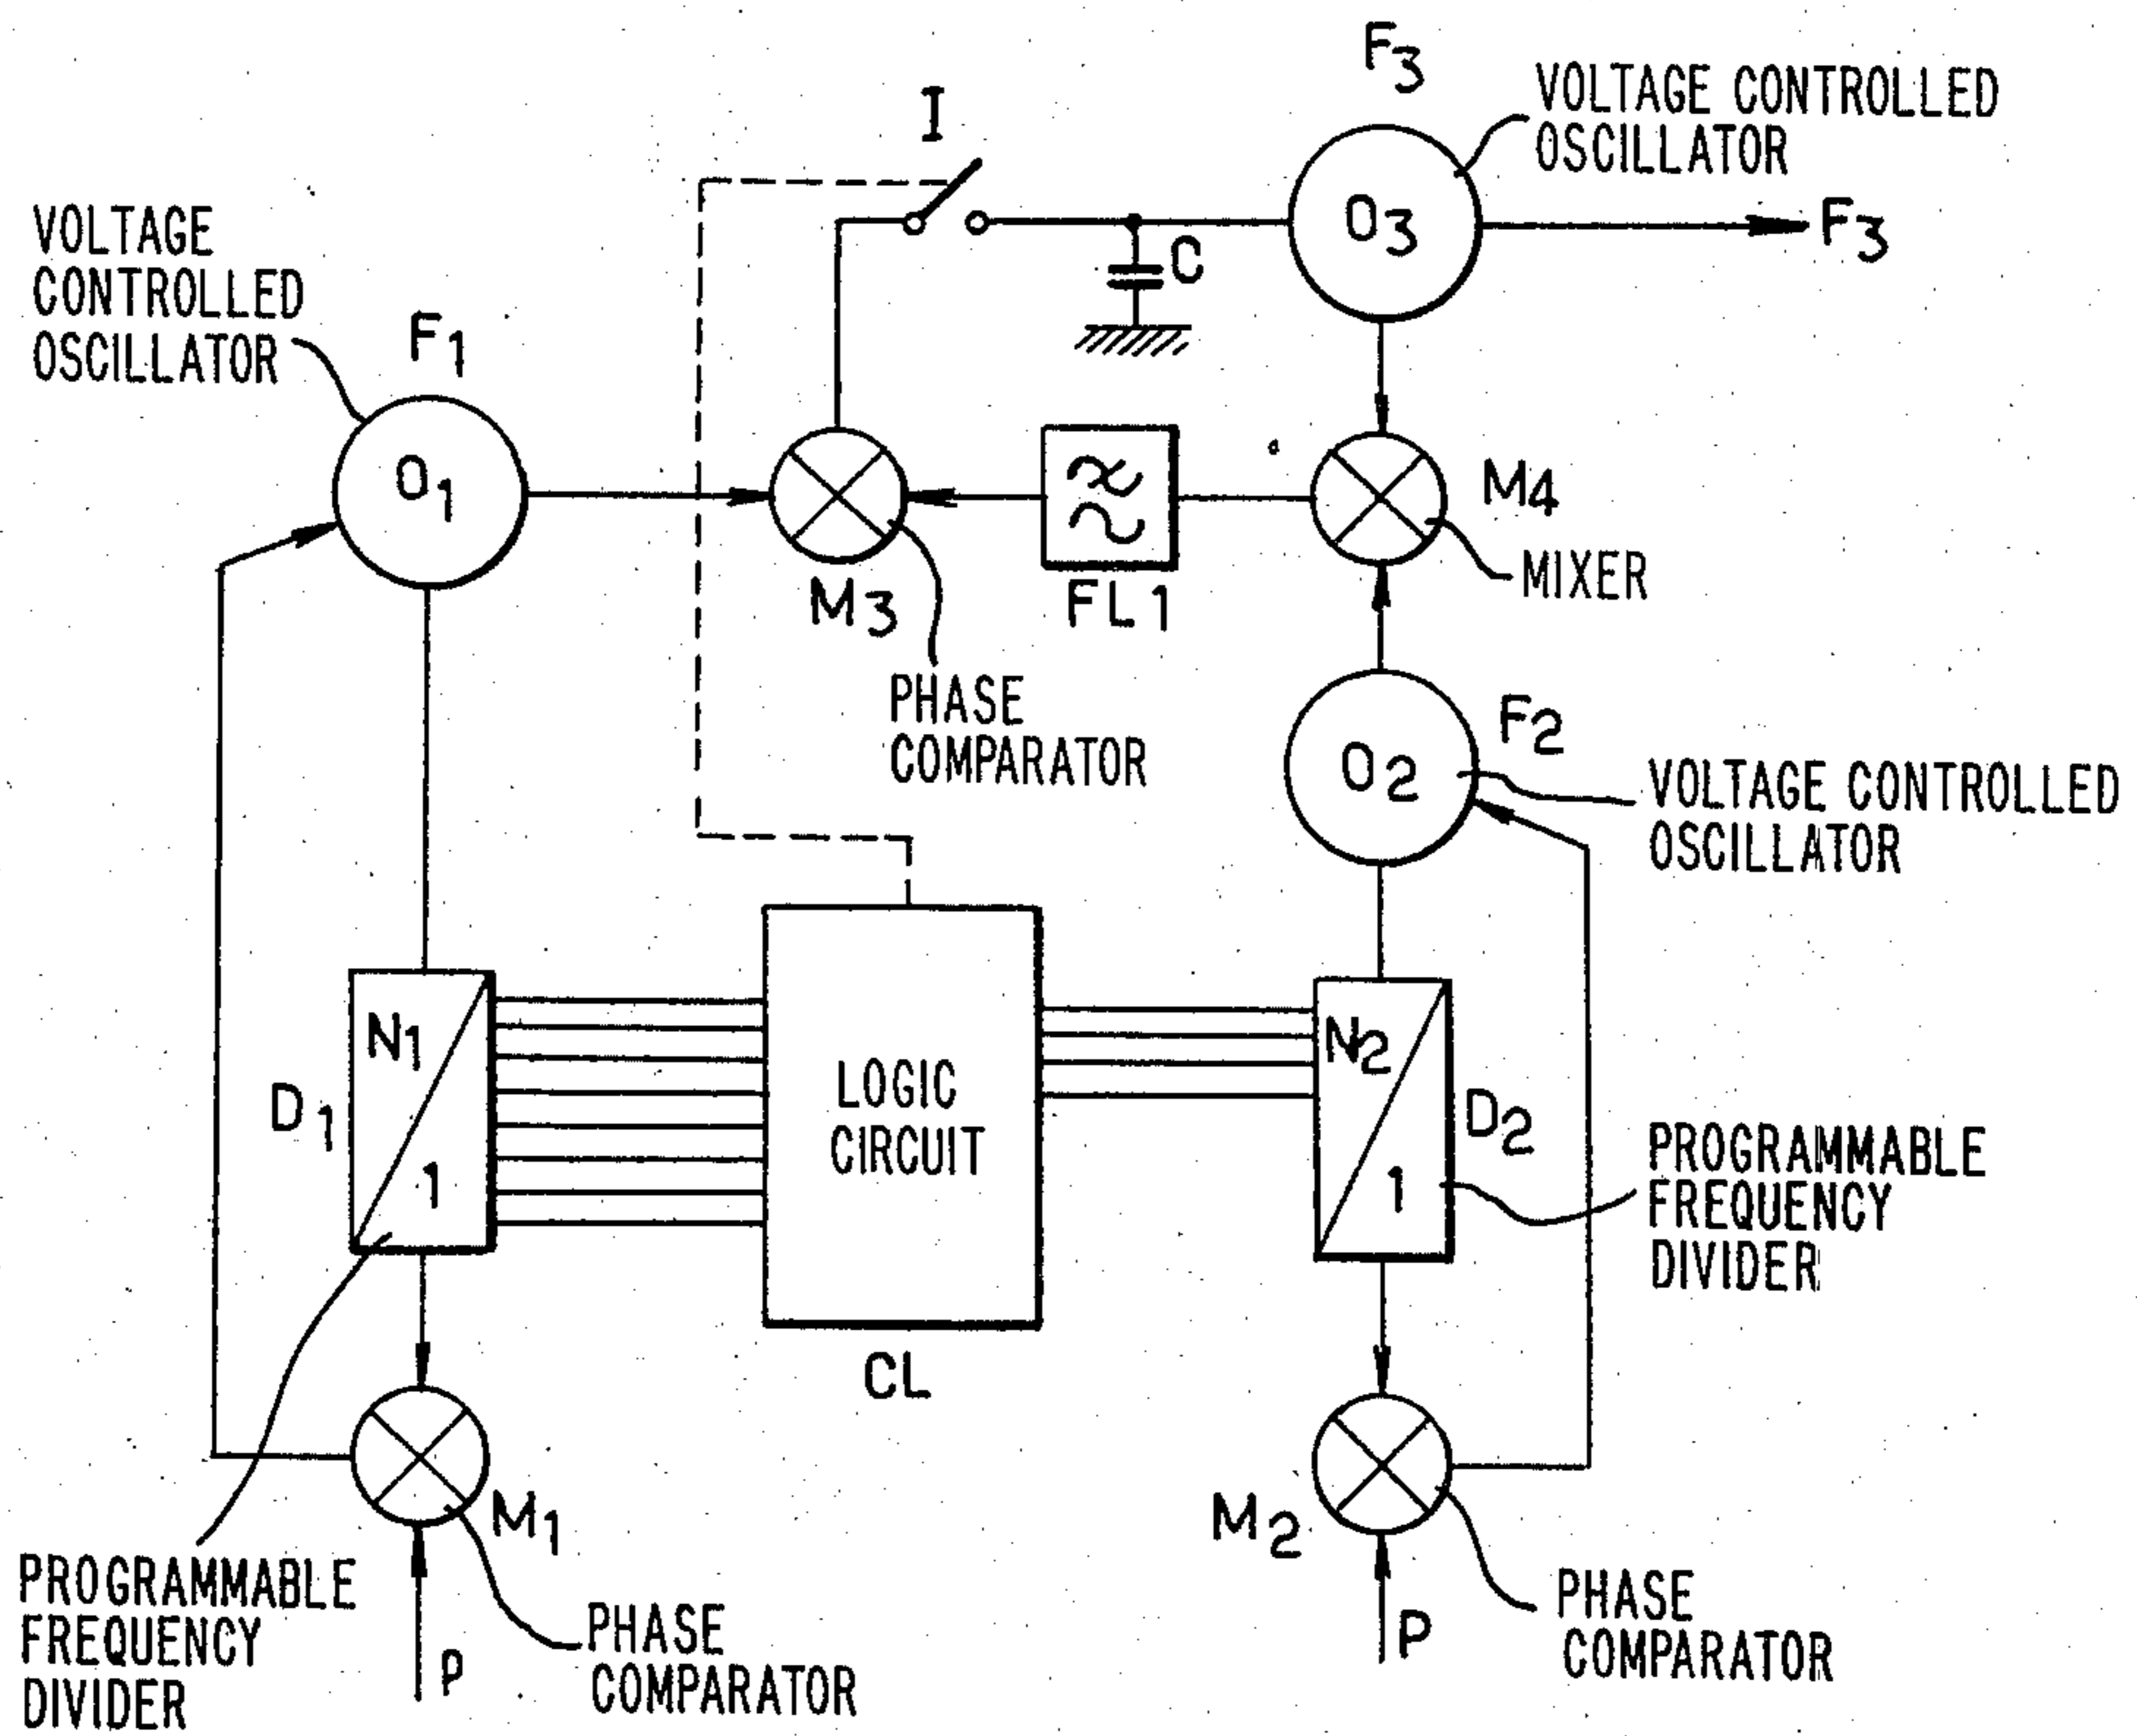 F3
VOLTAGE CONTROLLED
OSCILLATOR
I
O3
F3
C
VOLTAGE
CONTROLLED
OSCILLATOR
F1
O1
M3
FL1
M4
MIXER
PHASE
COMPARATOR
F2
O2
VOLTAGE CONTROLLED
OSCILLATOR
N1
1
D1
LOGIC
CIRCUIT
CL
N2
1
D2
PROGRAMMABLE
FREQUENCY
DIVIDER
M1
M2
PROGRAMMABLE
FREQUENCY
DIVIDER
P
PHASE
COMPARATOR
P
PHASE
COMPARATOR